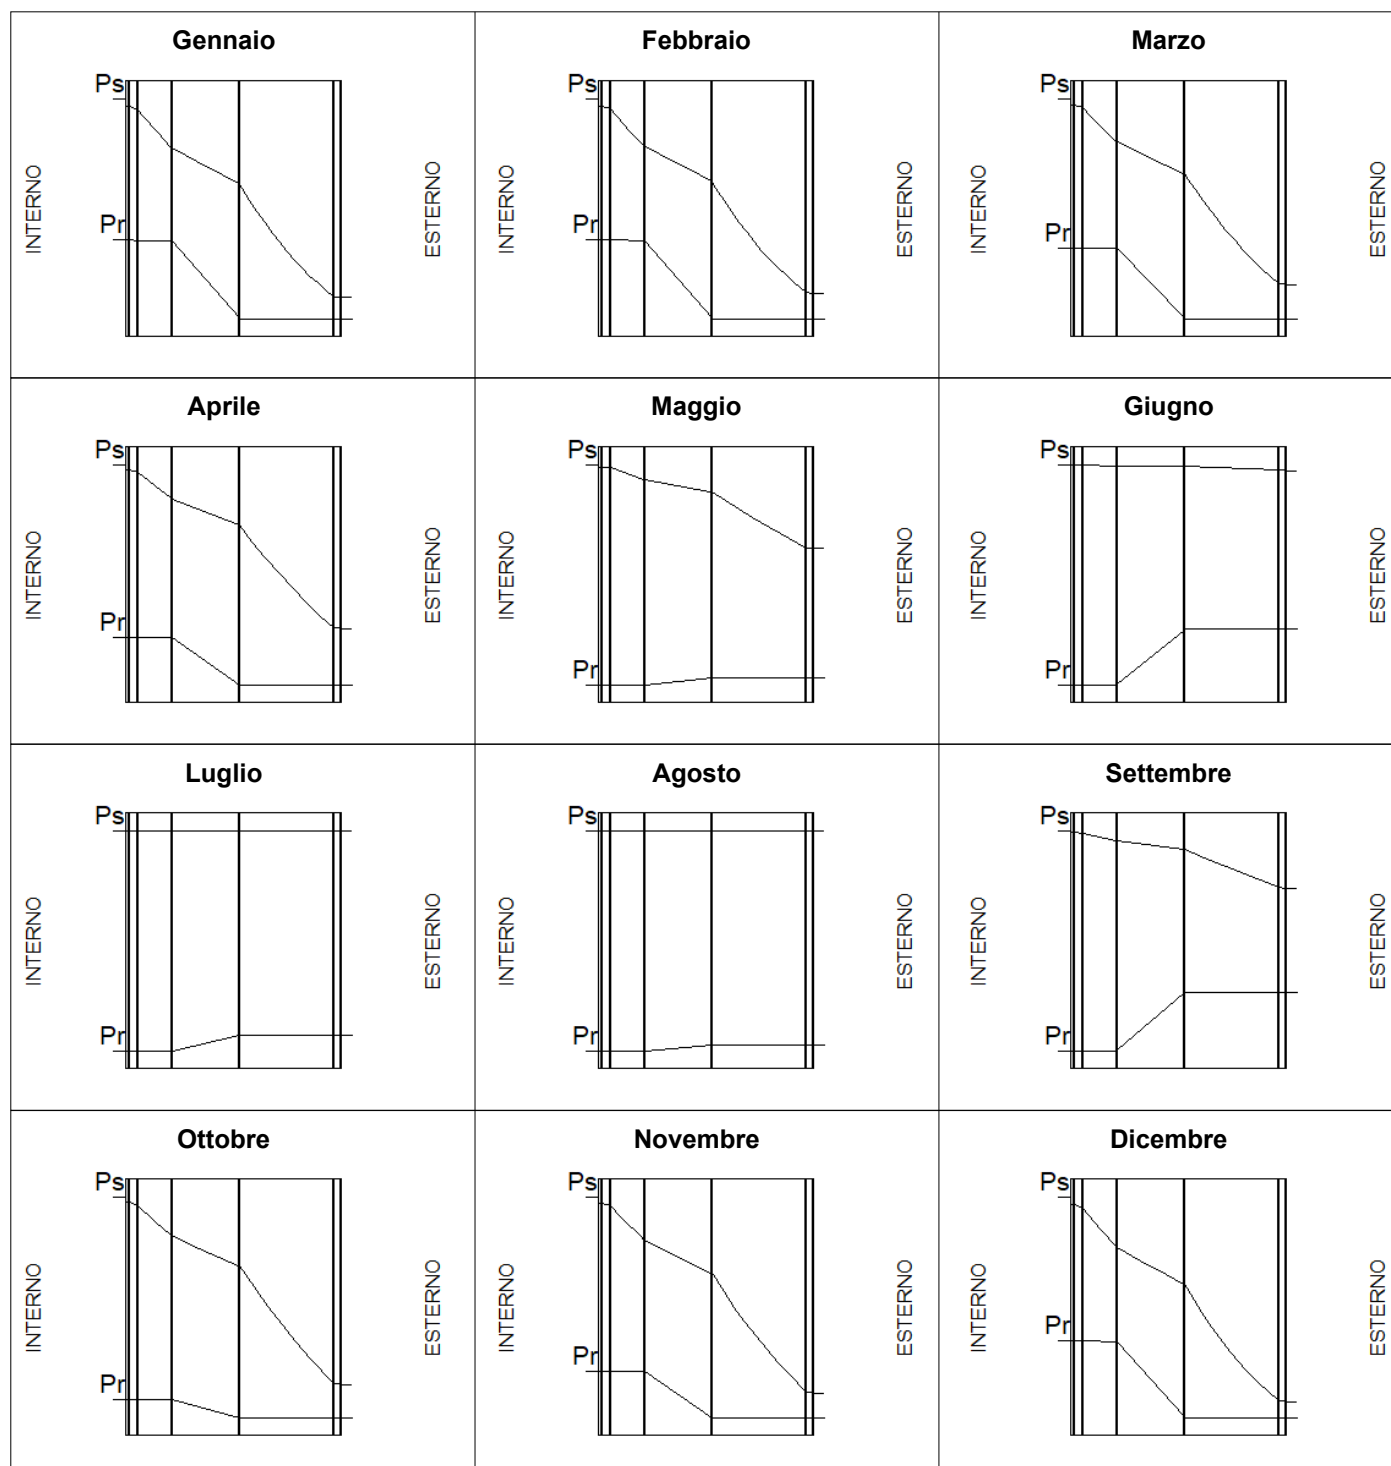 Gennaio
Ps
Pr
INTERNO
ESTERNO
Febbraio
Ps
Pr
INTERNO
ESTERNO
Marzo
Ps
Pr
INTERNO
ESTERNO
Aprile
Ps
Pr
INTERNO
ESTERNO
Maggio
Ps
Pr
INTERNO
ESTERNO
Giugno
Ps
Pr
INTERNO
ESTERNO
Luglio
Ps
Pr
INTERNO
ESTERNO
Agosto
Ps
Pr
INTERNO
ESTERNO
Settembre
Ps
Pr
INTERNO
ESTERNO
Ottobre
Ps
Pr
INTERNO
ESTERNO
Novembre
Ps
Pr
INTERNO
ESTERNO
Dicembre
Ps
Pr
INTERNO
ESTERNO